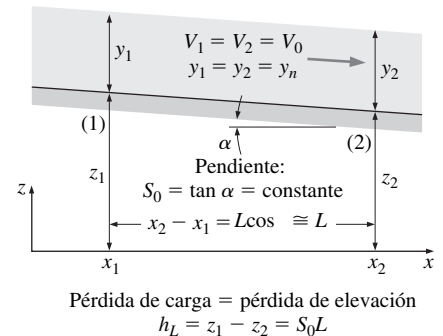 y₁
V₁ = V₂ = V₀
y₁ = y₂ = yₙ
y₂
(1)
α
(2)
z
z₁
Pendiente:
S₀ = tan α = constante
z₂
x₂ – x₁ = Lcos ≅ L
x₁
x₂
x
Pérdida de carga = pérdida de elevación
h_L = z₁ – z₂ = S₀L